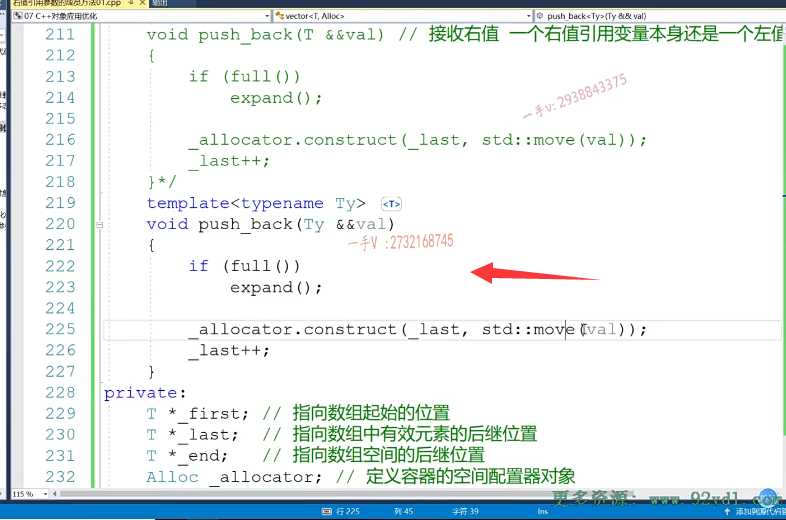 右值引用参数的成员方法01.cpp 输出
07 C++对象应用优化 vector<T, Alloc> push_back<Ty>(Ty &&val)
211 void push_back(T &&val) // 接收右值 一个右值引用变量本身还是一个左值
212 {
213 if (full())
214 expand();
215
216 _allocator.construct(_last, std::move(val));
217 _last++;
218 }*/
219 template<typename Ty> <T>
220 void push_back(Ty &&val)
221 {
222 if (full())
223 expand();
224
225 _allocator.construct(_last, std::move(val));
226 _last++;
227 }
228 private:
229 T *_first; // 指向数组起始的位置
230 T *_last; // 指向数组中有效元素的后继位置
231 T *_end; // 指向数组空间的后继位置
232 Alloc _allocator; // 定义容器的空间配置器对象
一手v: 2938843375
一手V :2732168745
115 %
更多资源: www.92xdl.com
行 225 列 45 字符 39 Ins 添加到源代码管